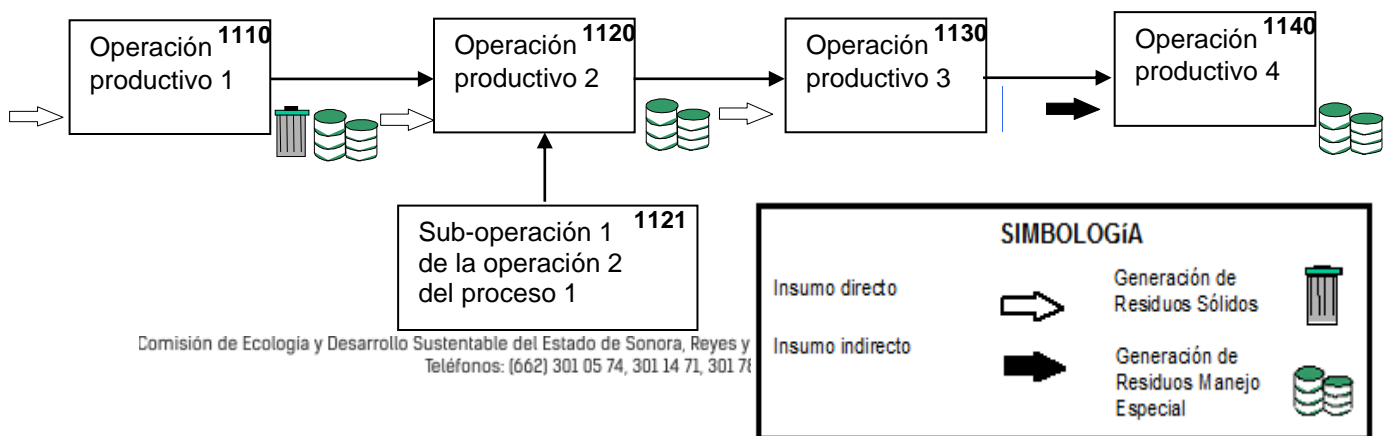 Operación 1110
productivo 1
Operación 1120
productivo 2
Operación 1130
productivo 3
Operación 1140
productivo 4
Sub-operación 1 1121
de la operación 2
del proceso 1
Comisión de Ecología y Desarrollo Sustentable del Estado de Sonora, Reyes y
Teléfonos: (662) 301 05 74, 301 14 71, 301 78
SIMBOLOGíA
Insumo directo
Generación de
Residuos Sólidos
Insumo indirecto
Generación de
Residuos Manejo
Especial